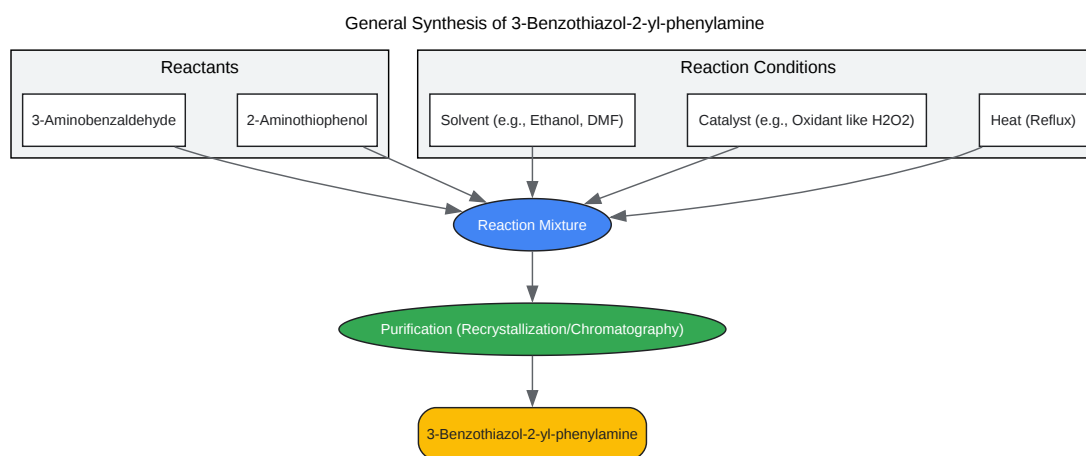 General Synthesis of 3-Benzothiazol-2-yl-phenylamine
Reactants
Reaction Conditions
3-Aminobenzaldehyde
2-Aminothiophenol
Solvent (e.g., Ethanol, DMF)
Catalyst (e.g., Oxidant like H2O2)
Heat (Reflux)
Reaction Mixture
Purification (Recrystallization/Chromatography)
3-Benzothiazol-2-yl-phenylamine